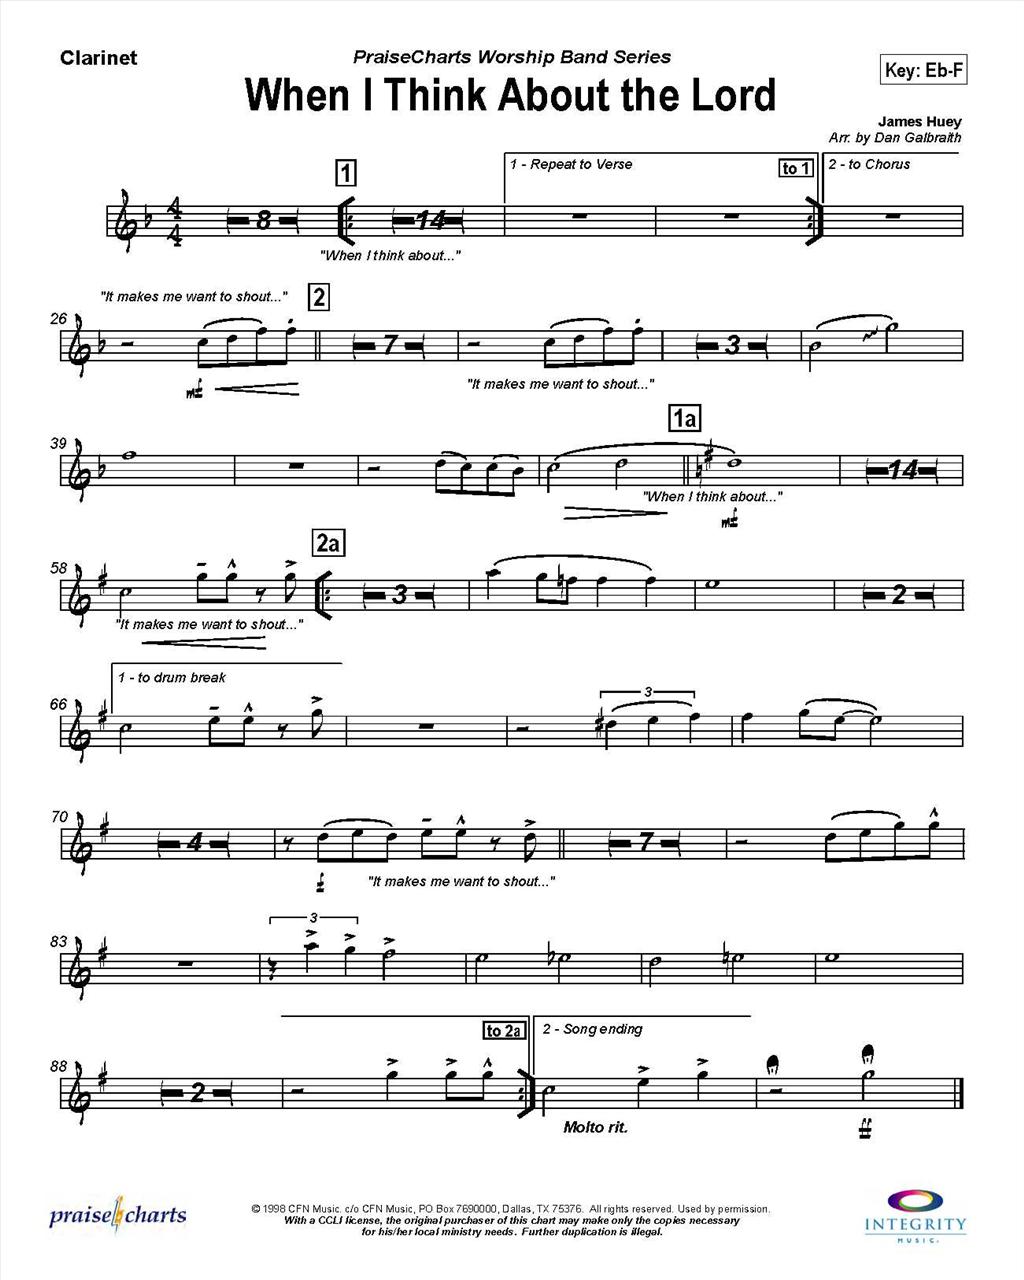 Clarinet
PraiseCharts Worship Band Series
When I Think About the Lord
Key: Eb-F
James Huey
Arr. by Dan Galbraith
1
1 - Repeat to Verse
to 1
2 - to Chorus
4
4
8
14
"When I think about..."
"It makes me want to shout..."
2
26
7
3
mf
"It makes me want to shout..."
39
1a
14
"When I think about..."
mf
2a
58
3
2
"It makes me want to shout..."
1 - to drum break
66
3
70
4
7
f
"It makes me want to shout..."
83
3
to 2a
2 - Song ending
88
2
Molto rit.
ff
praisecharts
© 1998 CFN Music. c/o CFN Music, PO Box 7690000, Dallas, TX 75376. All rights reserved. Used by permission.
With a CCLI license, the original purchaser of this chart may make only the copies necessary
for his/her local ministry needs. Further duplication is illegal.
INTEGRITY
MUSIC.